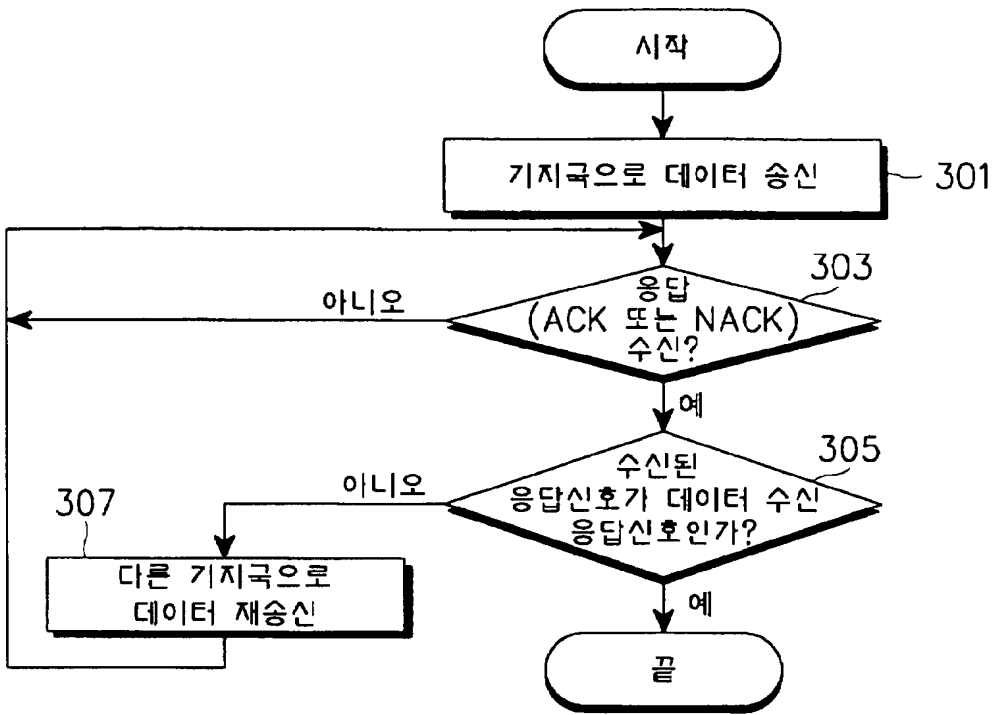 시작
기지국으로 데이터 송신
301
응답
(ACK 또는 NACK)
수신?
303
아니오
예
수신된
응답신호가 데이터 수신
응답신호인가?
305
아니오
307
다른 기지국으로
데이터 재송신
예
끝